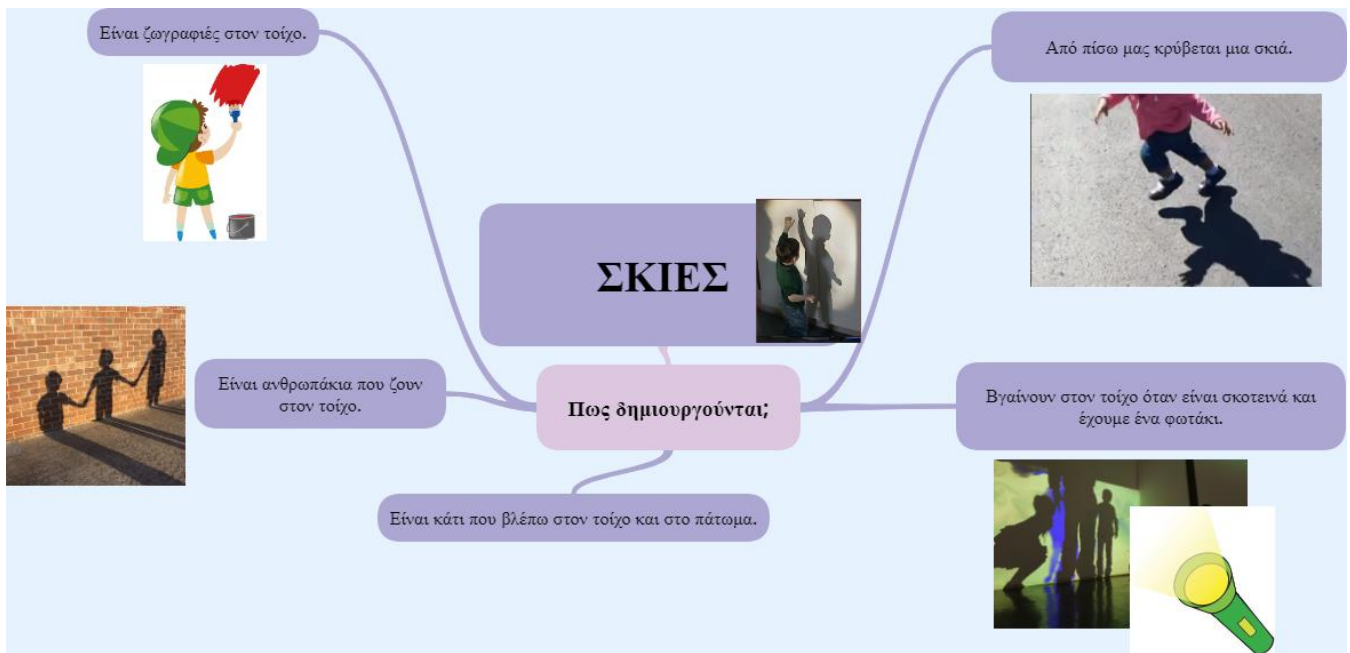 Είναι ζωγραφιές στον τοίχο.
Από πίσω μας κρύβεται μια σκιά.
ΣΚΙΕΣ
Είναι ανθρωπάκια που ζουν
στον τοίχο.
Πως δημιουργούνται;
Βγαίνουν στον τοίχο όταν είναι σκοτεινά και
έχουμε ένα φωτάκι.
Είναι κάτι που βλέπω στον τοίχο και στο πάτωμα.